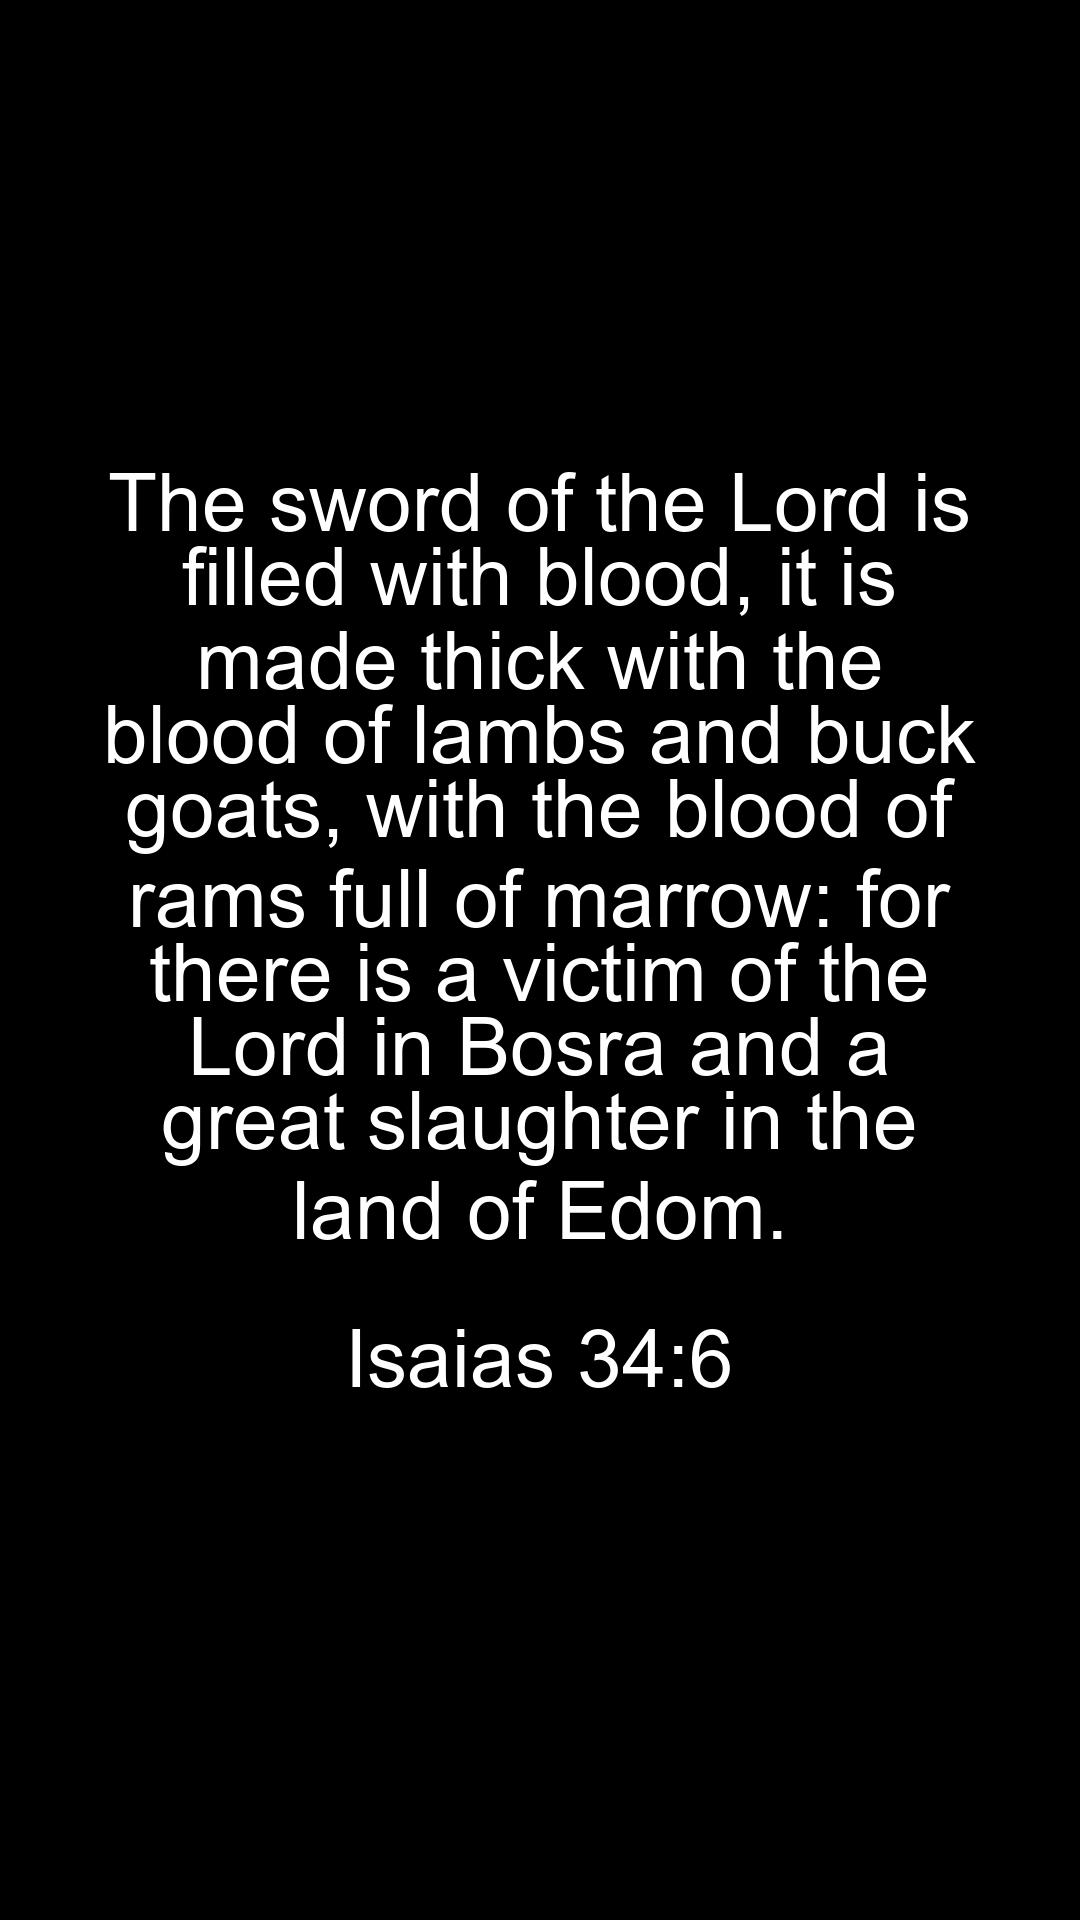 The sword of the Lord is
filled with blood, it is
made thick with the
blood of lambs and buck
goats, with the blood of
rams full of marrow: for
there is a victim of the
Lord in Bosra and a
great slaughter in the
land of Edom.
Isaias 34:6